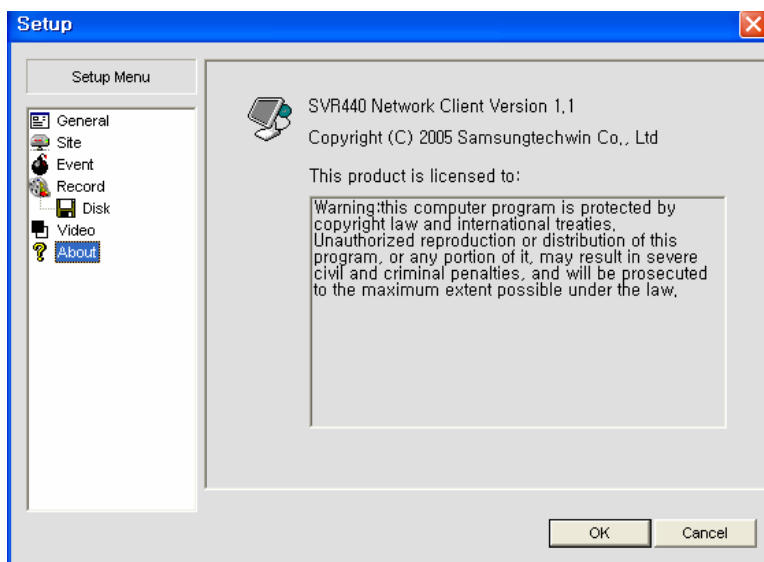 Setup
Setup Menu
General
Site
Event
Record
Disk
Video
About
SVR440 Network Client Version 1,1
Copyright (C) 2005 Samsungtechwin Co,, Ltd
This product is licensed to:
Warning:this computer program is protected by
copyright law and international treaties,
Unauthorized reproduction or distribution of this
program, or any portion of it, may result in severe
civil and criminal penalties, and will be prosecuted
to the maximum extent possible under the law,
OK
Cancel